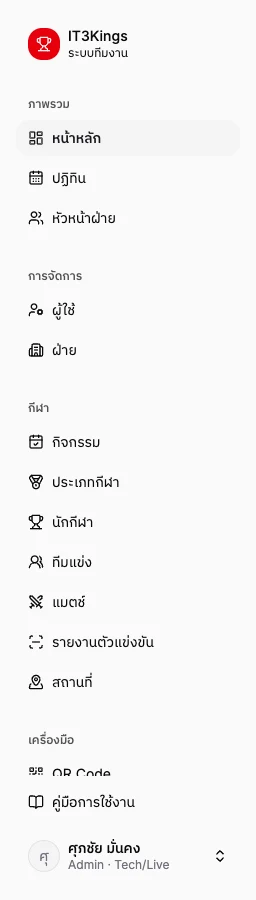 IT3Kings
ระบบทีมงาน
ภาพรวม
หน้าหลัก
ปฏิทิน
หัวหน้าฝ่าย
การจัดการ
ผู้ใช้
ฝ่าย
กีฬา
กิจกรรม
ประเภทกีฬา
นักกีฬา
ทีมแข่ง
แมตช์
รายงานตัวแข่งขัน
สถานที่
เครื่องมือ
QR Code
คู่มือการใช้งาน
ศุ
ศุภชัย มั่นคง
Admin · Tech/Live